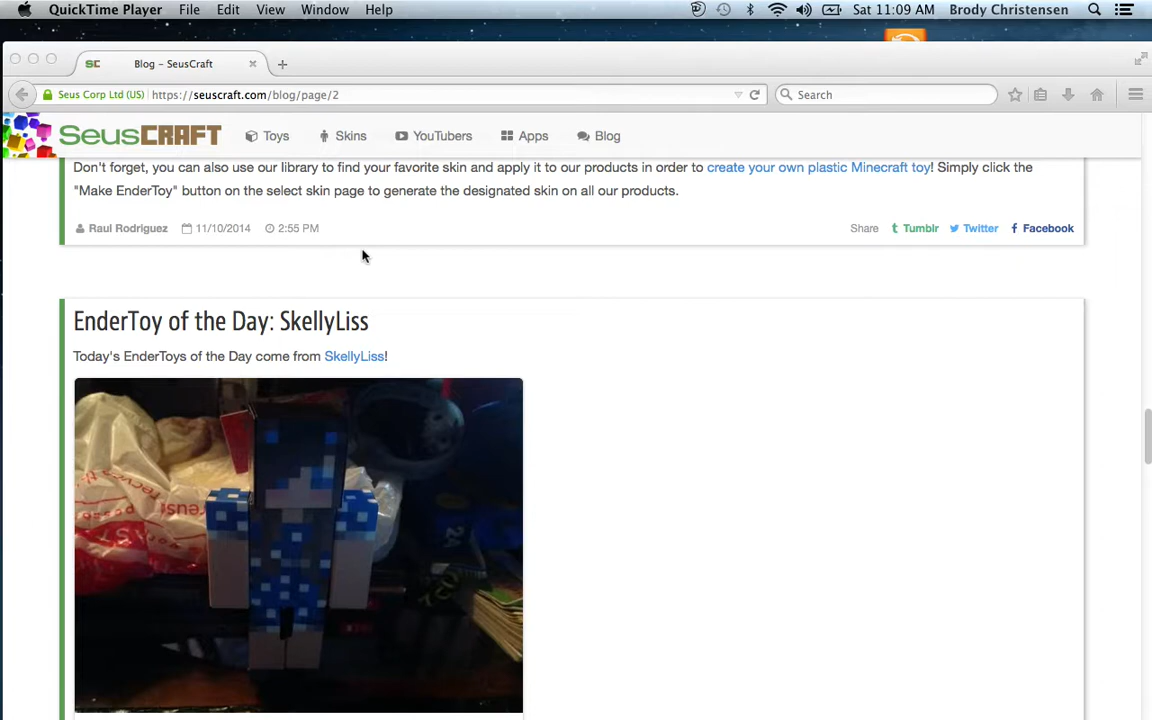 QuickTime Player File Edit View Window Help Sat 11:09 AM Brody Christensen
SC Blog – SeusCraft
Seus Corp Ltd (US) https://seuscraft.com/blog/page/2 Search
SeusCRAFT Toys Skins YouTubers Apps Blog
Don't forget, you can also use our library to find your favorite skin and apply it to our products in order to create your own plastic Minecraft toy! Simply click the
"Make EnderToy" button on the select skin page to generate the designated skin on all our products.
Raul Rodriguez 11/10/2014 2:55 PM Share Tumblr Twitter Facebook
EnderToy of the Day: SkellyLiss
Today's EnderToys of the Day come from SkellyLiss!